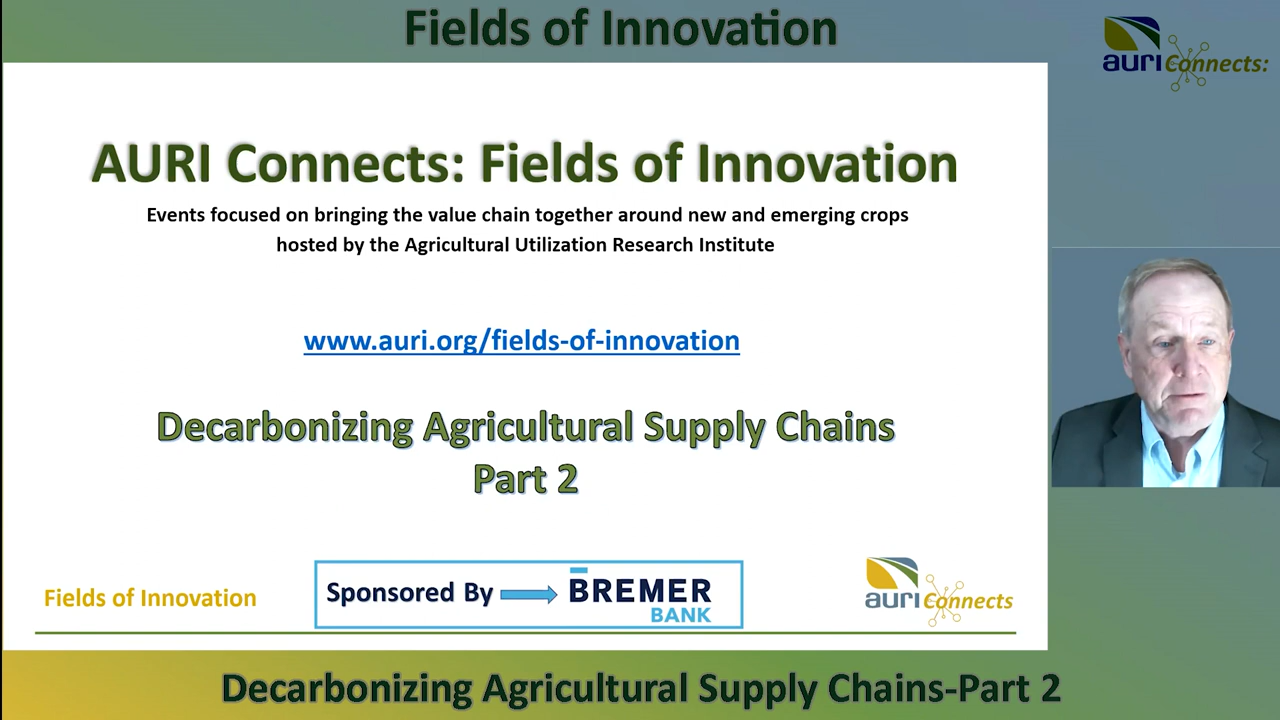 Fields of Innovation
auri Connects:
AURI Connects: Fields of Innovation
Events focused on bringing the value chain together around new and emerging crops
hosted by the Agricultural Utilization Research Institute
www.auri.org/fields-of-innovation
Decarbonizing Agricultural Supply Chains
Part 2
Fields of Innovation
Sponsored By
BREMER
BANK
auri Connects
Decarbonizing Agricultural Supply Chains-Part 2